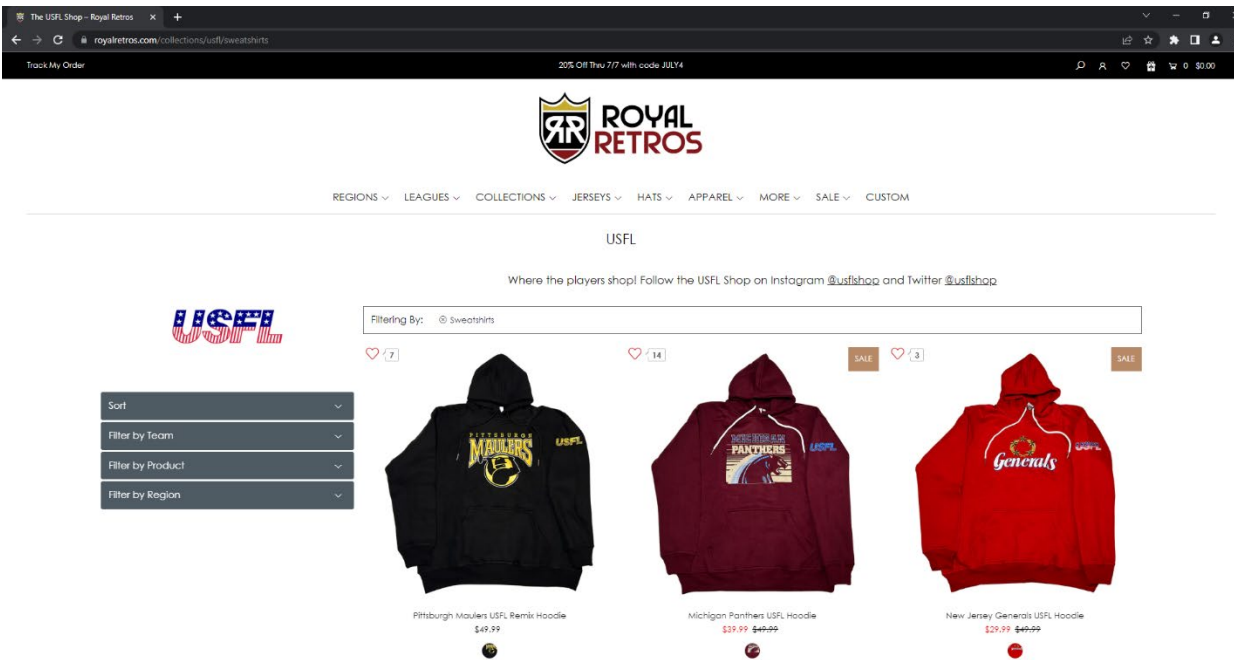 The USFL Shop – Royal Retros
royalretros.com/collections/usfl/sweatshirts
Track My Order
20% Off Thru 7/7 with code JULY4
0 $0.00
RR
ROYAL
RETROS
REGIONS LEAGUES COLLECTIONS JERSEYS HATS APPAREL MORE SALE CUSTOM
USFL
Where the players shop! Follow the USFL Shop on Instagram @usflshop and Twitter @usflshop
USFL
Filtering By: Sweatshirts
Sort
Filter by Team
Filter by Product
Filter by Region
7
PITTSBURGH
MAULERS
USFL
14
SALE
MICHIGAN
PANTHERS
USFL
3
SALE
Generals
USFL
Pittsburgh Maulers USFL Remix Hoodie
$49.99
Michigan Panthers USFL Hoodie
$39.99 $49.99
New Jersey Generals USFL Hoodie
$29.99 $49.99